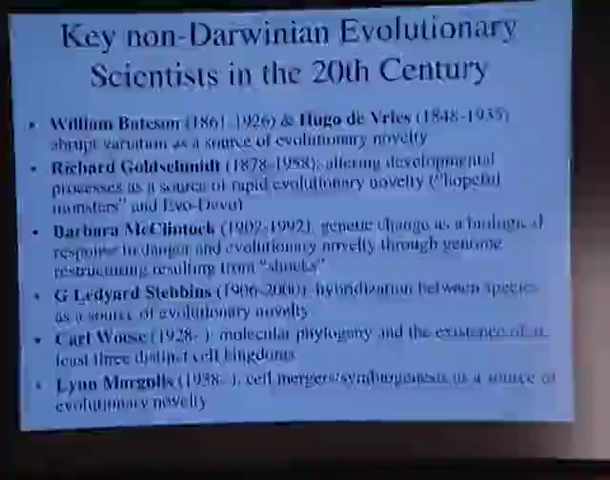 Key non-Darwinian Evolutionary
Scientists in the 20th Century
• William Bateson (1861-1926) & Hugo de Vries (1848-1935)
abrupt variation as a source of evolutionary novelty
• Richard Goldschmidt (1878-1958): altering developmental
processes as a source of rapid evolutionary novelty ("hopeful
monsters" and Evo-Devo)
• Barbara McClintock (1902-1992): genetic change as a biological
response to danger and evolutionary novelty through genome
restructuring resulting from "shocks"
• G Ledyard Stebbins (1906-2000): hybridization between species
as a source of evolutionary novelty
• Carl Woese (1928- ): molecular phylogeny and the existence of at
least three distinct cell kingdoms
• Lynn Margulis (1938- ): cell mergers/symbiogenesis as a source of
evolutionary novelty